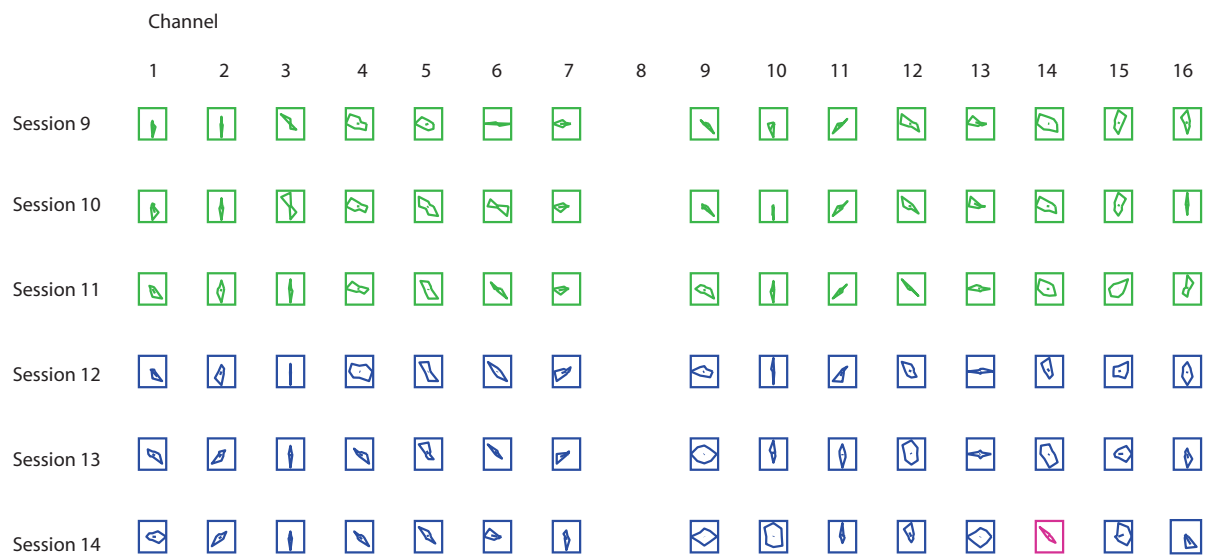 Channel
1 2 3 4 5 6 7 8 9 10 11 12 13 14 15 16
Session 9
Session 10
Session 11
Session 12
Session 13
Session 14